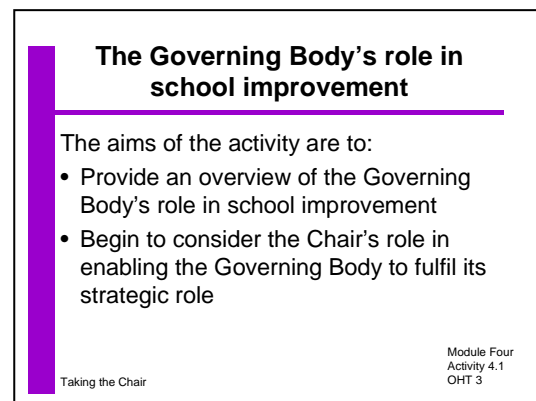 The Governing Body's role in
school improvement
The aims of the activity are to:
• Provide an overview of the Governing
Body's role in school improvement
• Begin to consider the Chair's role in
enabling the Governing Body to fulfil its
strategic role
Taking the Chair
Module Four
Activity 4.1
OHT 3